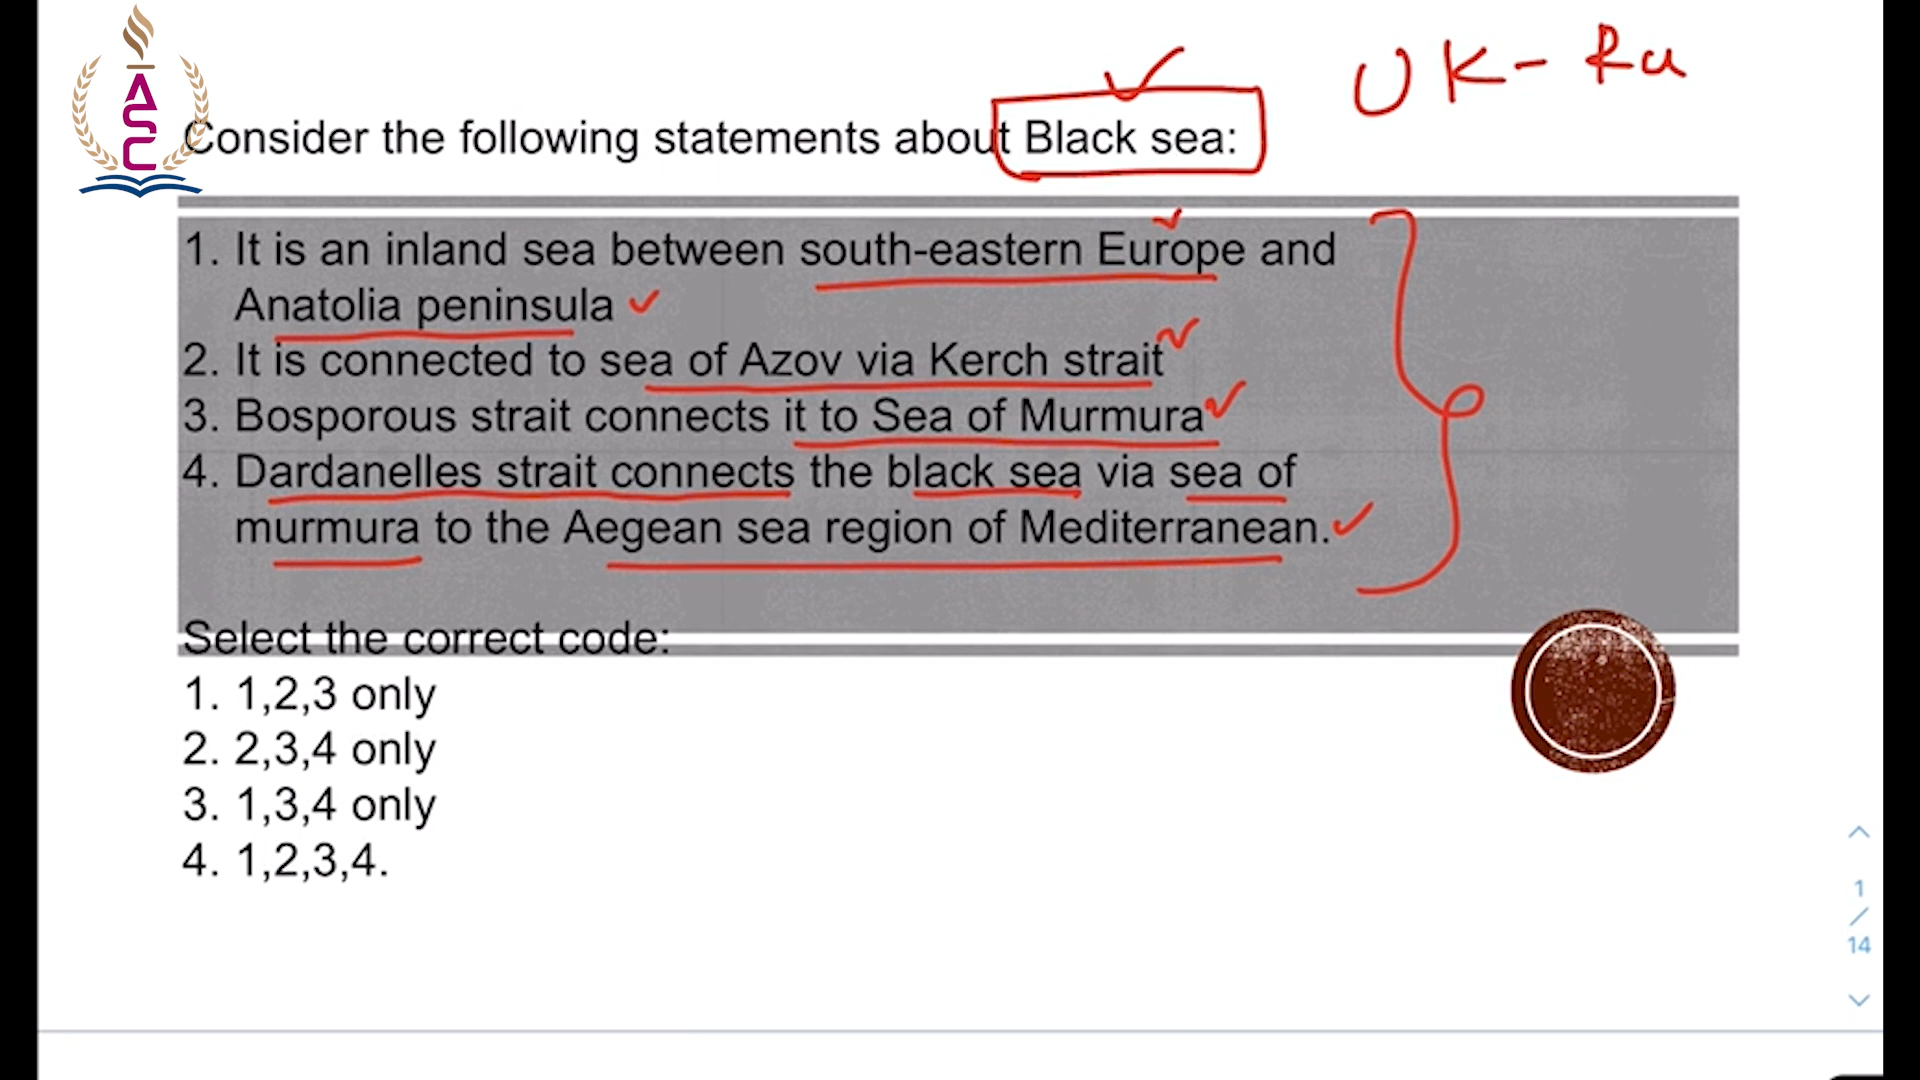 ASC
UK- Ru
Consider the following statements about Black sea:
1. It is an inland sea between south-eastern Europe and
Anatolia peninsula
2. It is connected to sea of Azov via Kerch strait
3. Bosporous strait connects it to Sea of Murmura
4. Dardanelles strait connects the black sea via sea of
murmura to the Aegean sea region of Mediterranean.
Select the correct code:
1. 1,2,3 only
2. 2,3,4 only
3. 1,3,4 only
4. 1,2,3,4.
1
/
14